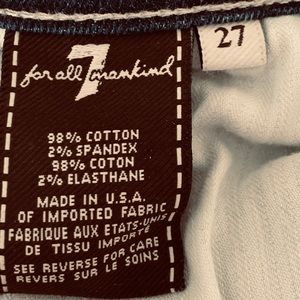 27
7
for all mankind
98% COTTON
2% SPANDEX
98% COTON
2% ELASTHANE
MADE IN U.S.A.
OF IMPORTED FABRIC
FABRIQUE AUX ETATS-UNIS
DE TISSU IMPORTÉ
SEE REVERSE FOR CARE
REVERS SUR LE SOINS